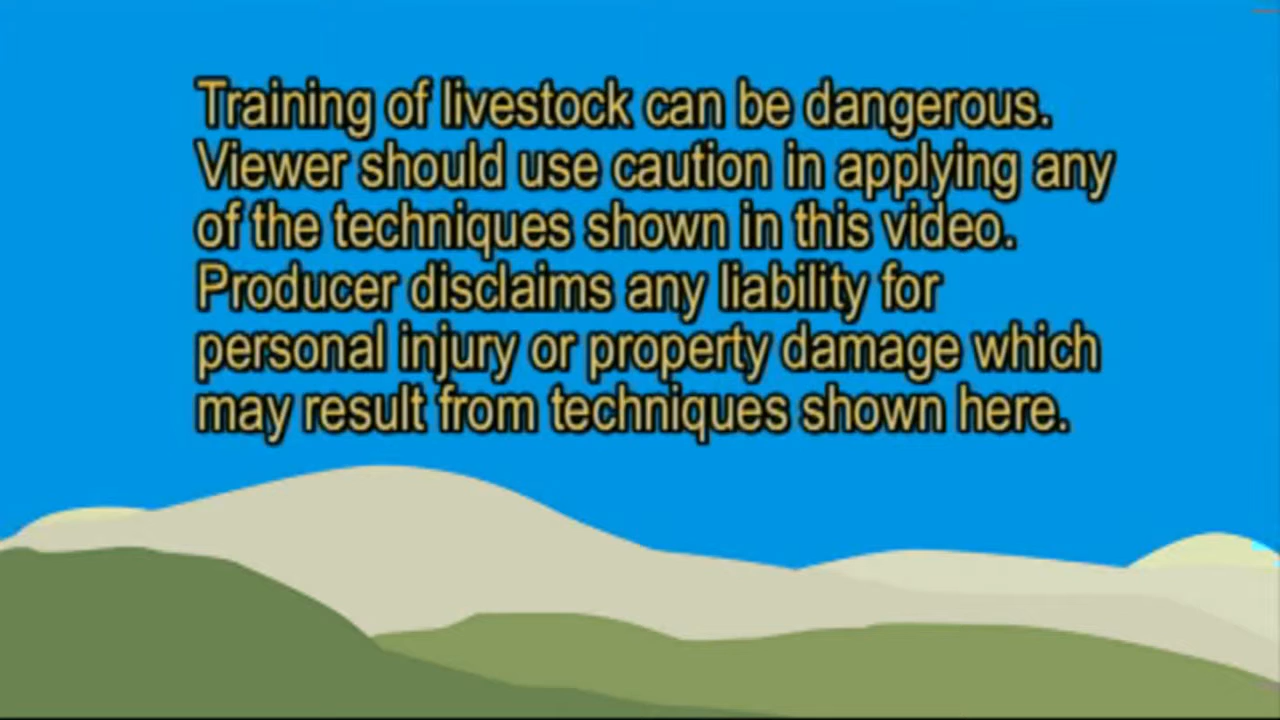 Training of livestock can be dangerous.
Viewer should use caution in applying any
of the techniques shown in this video.
Producer disclaims any liability for
personal injury or property damage which
may result from techniques shown here.